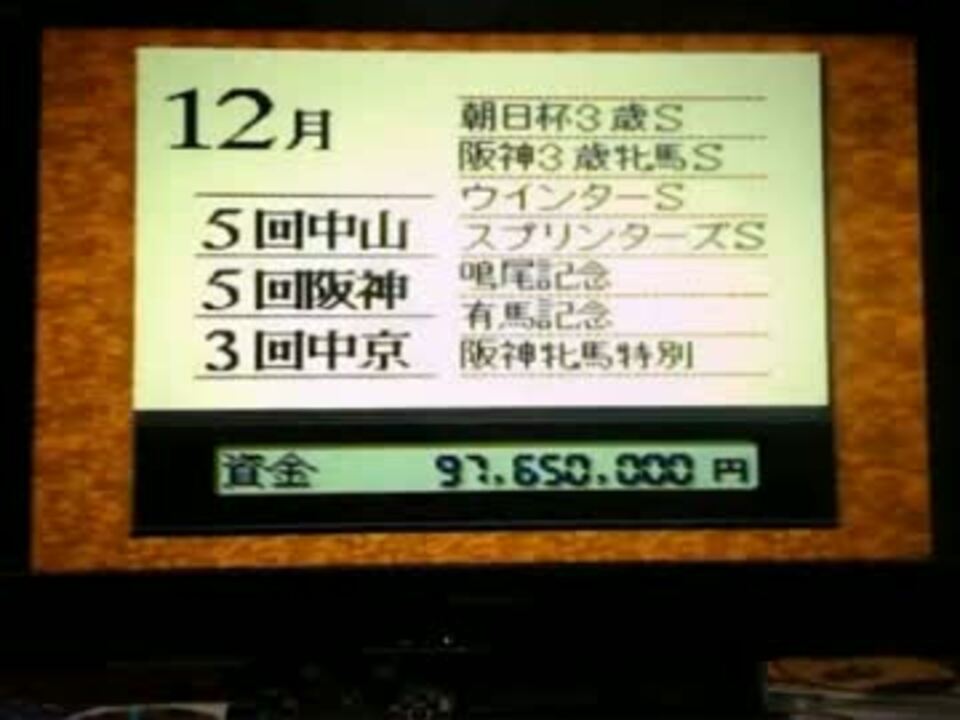 12月
5回中山
5回阪神
3回中京
朝日杯3歳S
阪神3歳牝馬S
ウインターS
スプリンターズS
鳴尾記念
有馬記念
阪神牝馬特別
資金 97.650.000円